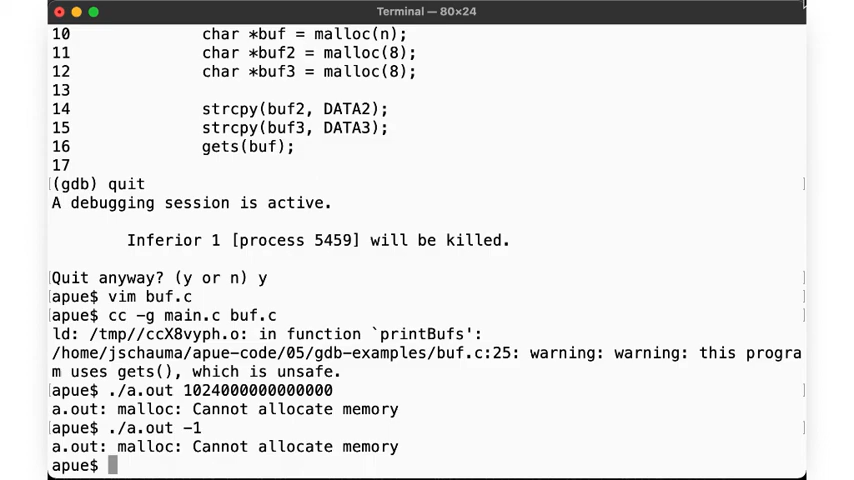 Terminal — 80×24
10 char *buf = malloc(n);
11 char *buf2 = malloc(8);
12 char *buf3 = malloc(8);
13
14 strcpy(buf2, DATA2);
15 strcpy(buf3, DATA3);
16 gets(buf);
17
(gdb) quit
A debugging session is active.
Inferior 1 [process 5459] will be killed.
Quit anyway? (y or n) y
apue$ vim buf.c
apue$ cc -g main.c buf.c
ld: /tmp//ccX8vyph.o: in function `printBufs':
/home/jschauma/apue-code/05/gdb-examples/buf.c:25: warning: warning: this progra
m uses gets(), which is unsafe.
apue$ ./a.out 1024000000000000
a.out: malloc: Cannot allocate memory
apue$ ./a.out -1
a.out: malloc: Cannot allocate memory
apue$